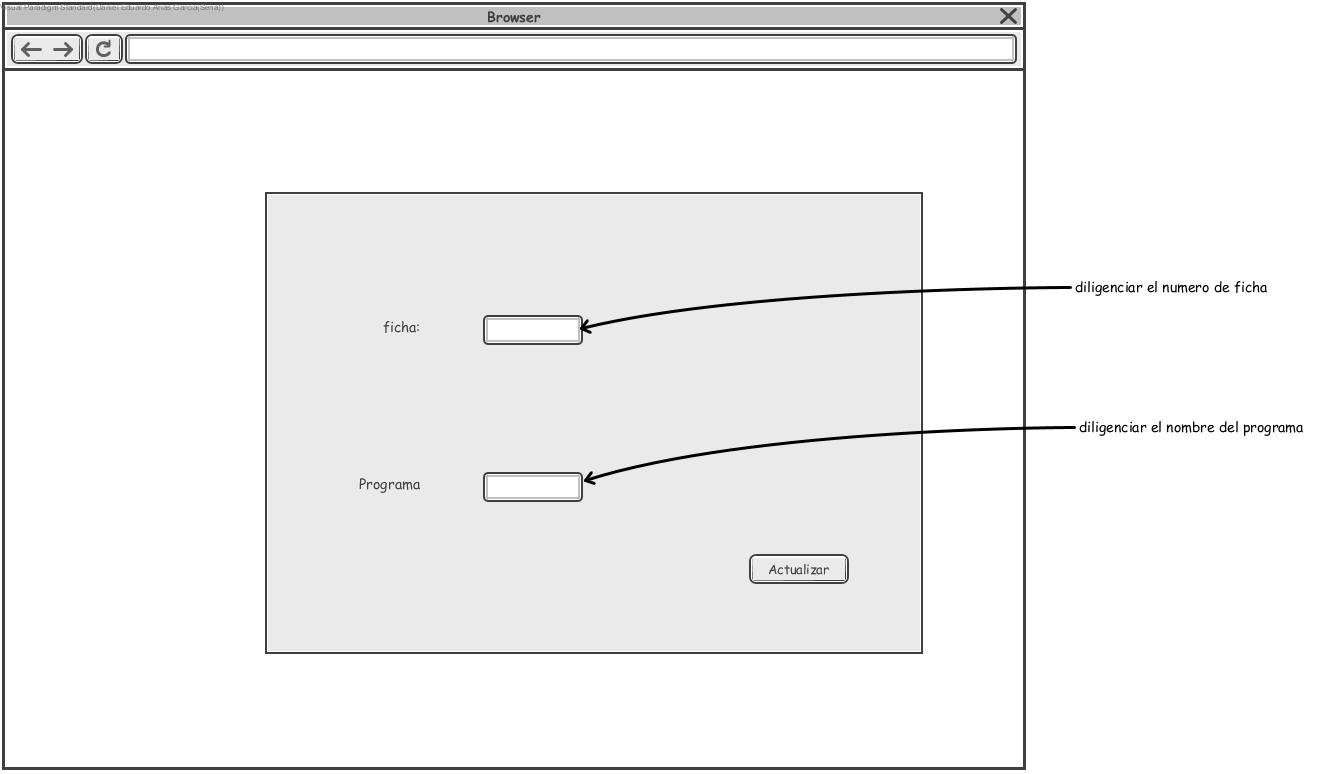 Visual Paradigm Standard(Daniel Eduardo Arias Garcia(Sena))
Browser
diligenciar el numero de ficha
ficha:
diligenciar el nombre del programa
Programa
Actualizar